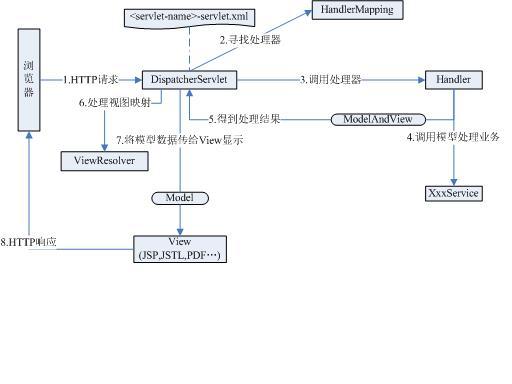 <servlet-name>-servlet.xml
HandlerMapping
2.寻找处理器
浏览器
1.HTTP请求
DispatcherServlet
3.调用处理器
Handler
6.处理视图映射
5.得到处理结果
ModelAndView
7.将模型数据传给View显示
4.调用模型处理业务
ViewResolver
Model
XxxService
8.HTTP响应
View
(JSP,JSTL,PDF…)